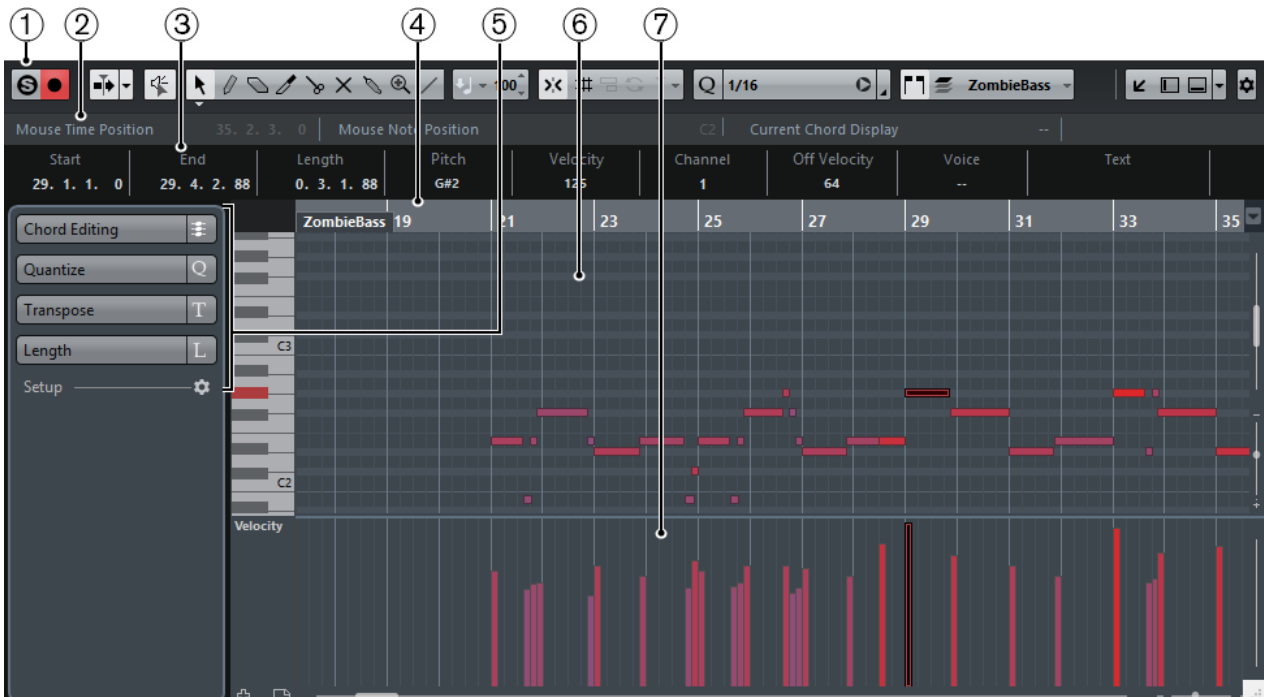 1 2 3 4 5 6 7
S 100 Q 1/16 ZombieBass
Mouse Time Position 35. 2. 3. 0 Mouse Note Position C2 Current Chord Display --
Start End Length Pitch Velocity Channel Off Velocity Voice Text
29. 1. 1. 0 29. 4. 2. 88 0. 3. 1. 88 G#2 125 1 64 --
ZombieBass 19 21 23 25 27 29 31 33 35
Chord Editing
Quantize Q
Transpose T
Length L
Setup
C3
C2
Velocity